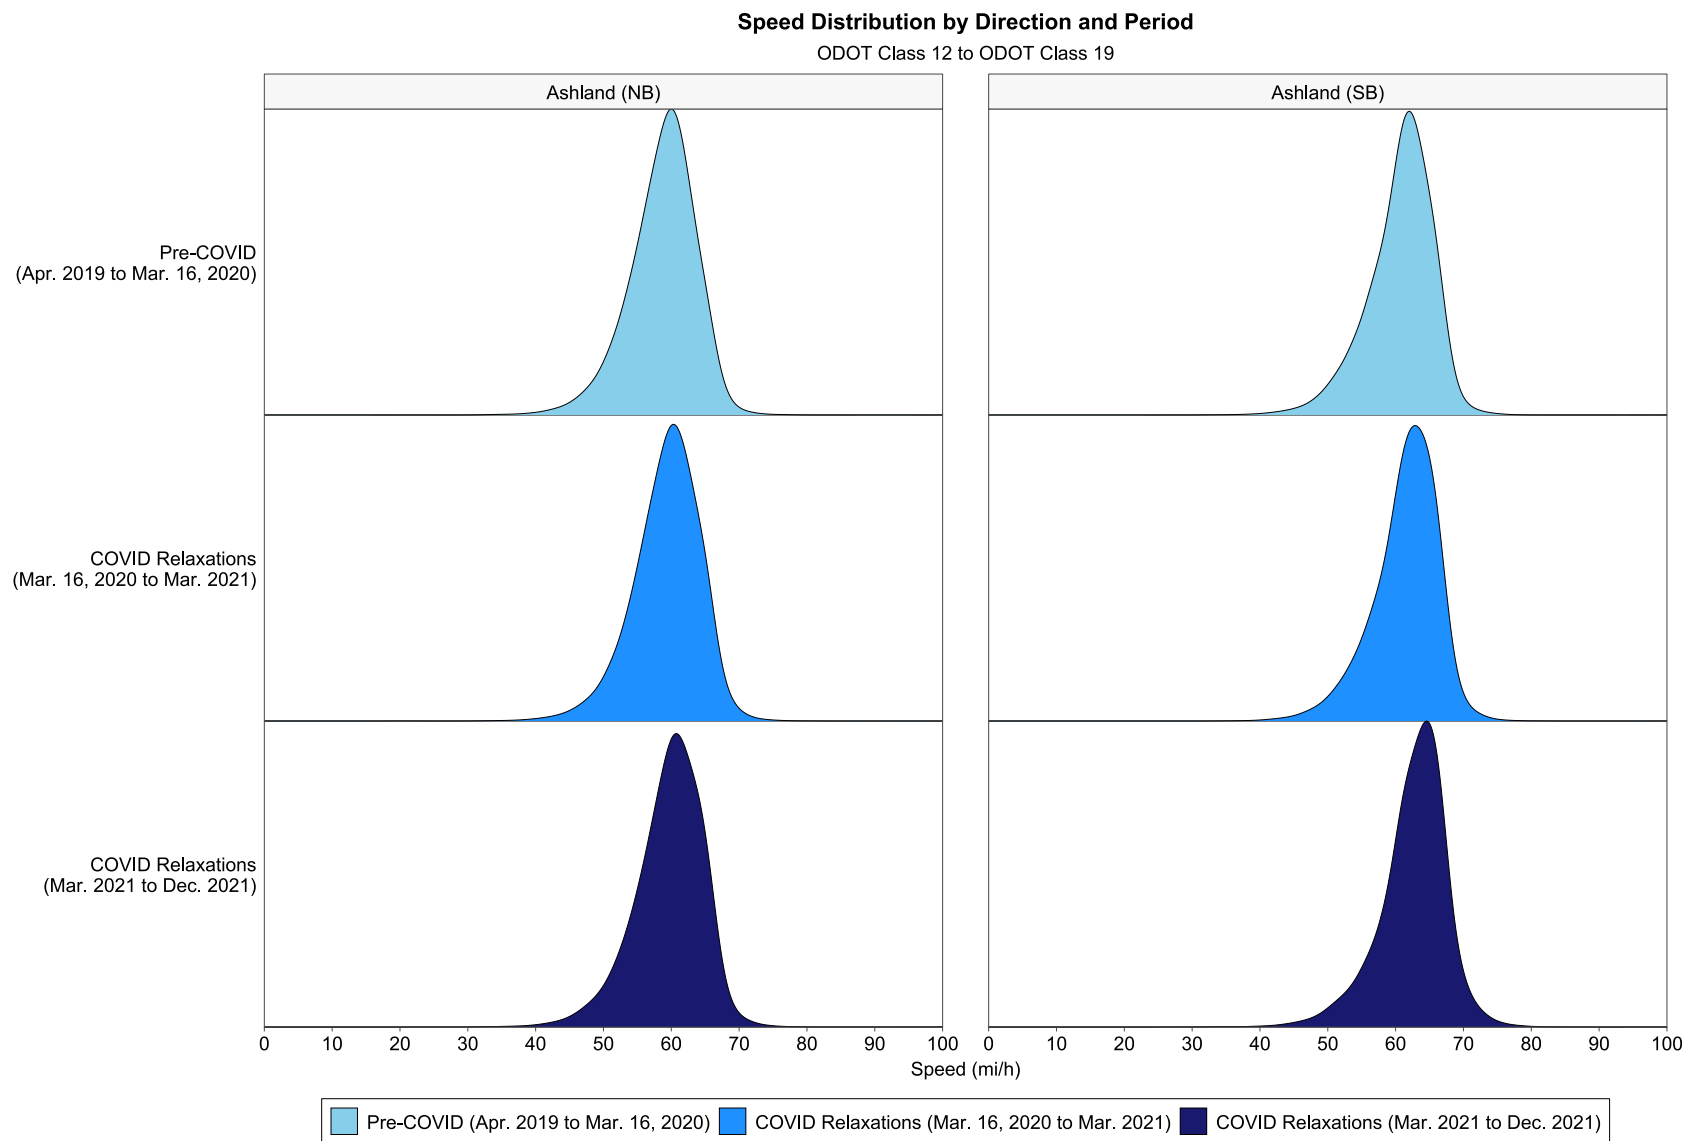 Speed Distribution by Direction and Period
ODOT Class 12 to ODOT Class 19
Ashland (NB)
Ashland (SB)
Pre-COVID
(Apr. 2019 to Mar. 16, 2020)
COVID Relaxations
(Mar. 16, 2020 to Mar. 2021)
COVID Relaxations
(Mar. 2021 to Dec. 2021)
0 10 20 30 40 50 60 70 80 90 100
0 10 20 30 40 50 60 70 80 90 100
Speed (mi/h)
Pre-COVID (Apr. 2019 to Mar. 16, 2020) COVID Relaxations (Mar. 16, 2020 to Mar. 2021) COVID Relaxations (Mar. 2021 to Dec. 2021)